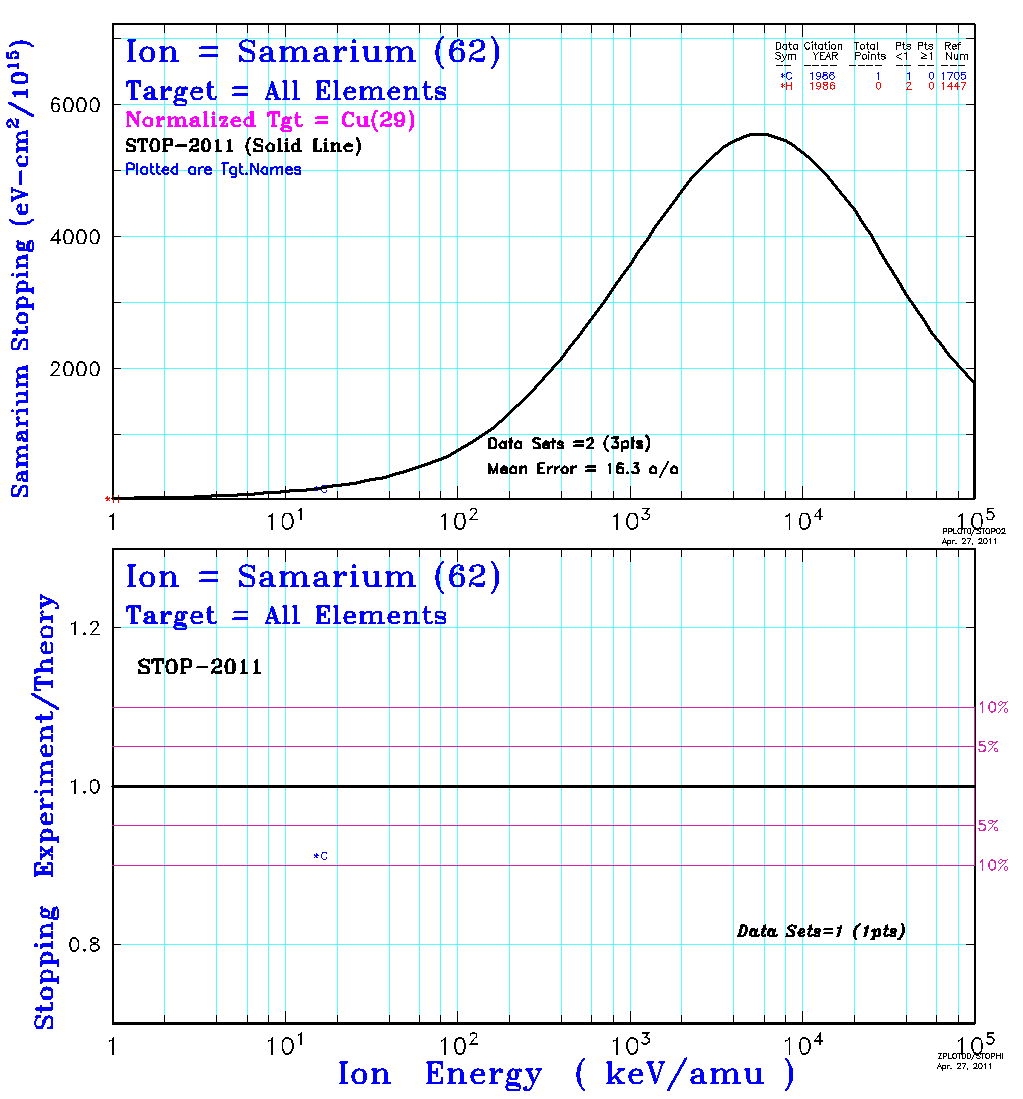 Ion = Samarium (62)
Target = All Elements
Normalized Tgt = Cu(29)
STOP-2011 (Solid Line)
Plotted are Tgt.Names
Data Citation Total Pts Pts Ref
Sym YEAR Points <1 ≥1 Num
*C 1986 1 1 0 1705
*H 1986 0 2 0 1447
Samarium Stopping (eV-cm²/10¹⁵)
6000
4000
2000
*H
*C
Data Sets =2 (3pts)
Mean Error = 16.3 o/o
1 10¹ 10² 10³ 10⁴ 10⁵
PPLOT0/STOP02
Apr. 27, 2011
Ion = Samarium (62)
Target = All Elements
STOP-2011
Stopping Experiment/Theory
1.2
1.0
0.8
10%
5%
5%
10%
*C
Data Sets=1 (1pts)
1 10¹ 10² 10³ 10⁴ 10⁵
ZPLOT0D/STOPHI
Apr. 27, 2011
Ion Energy ( keV/amu )